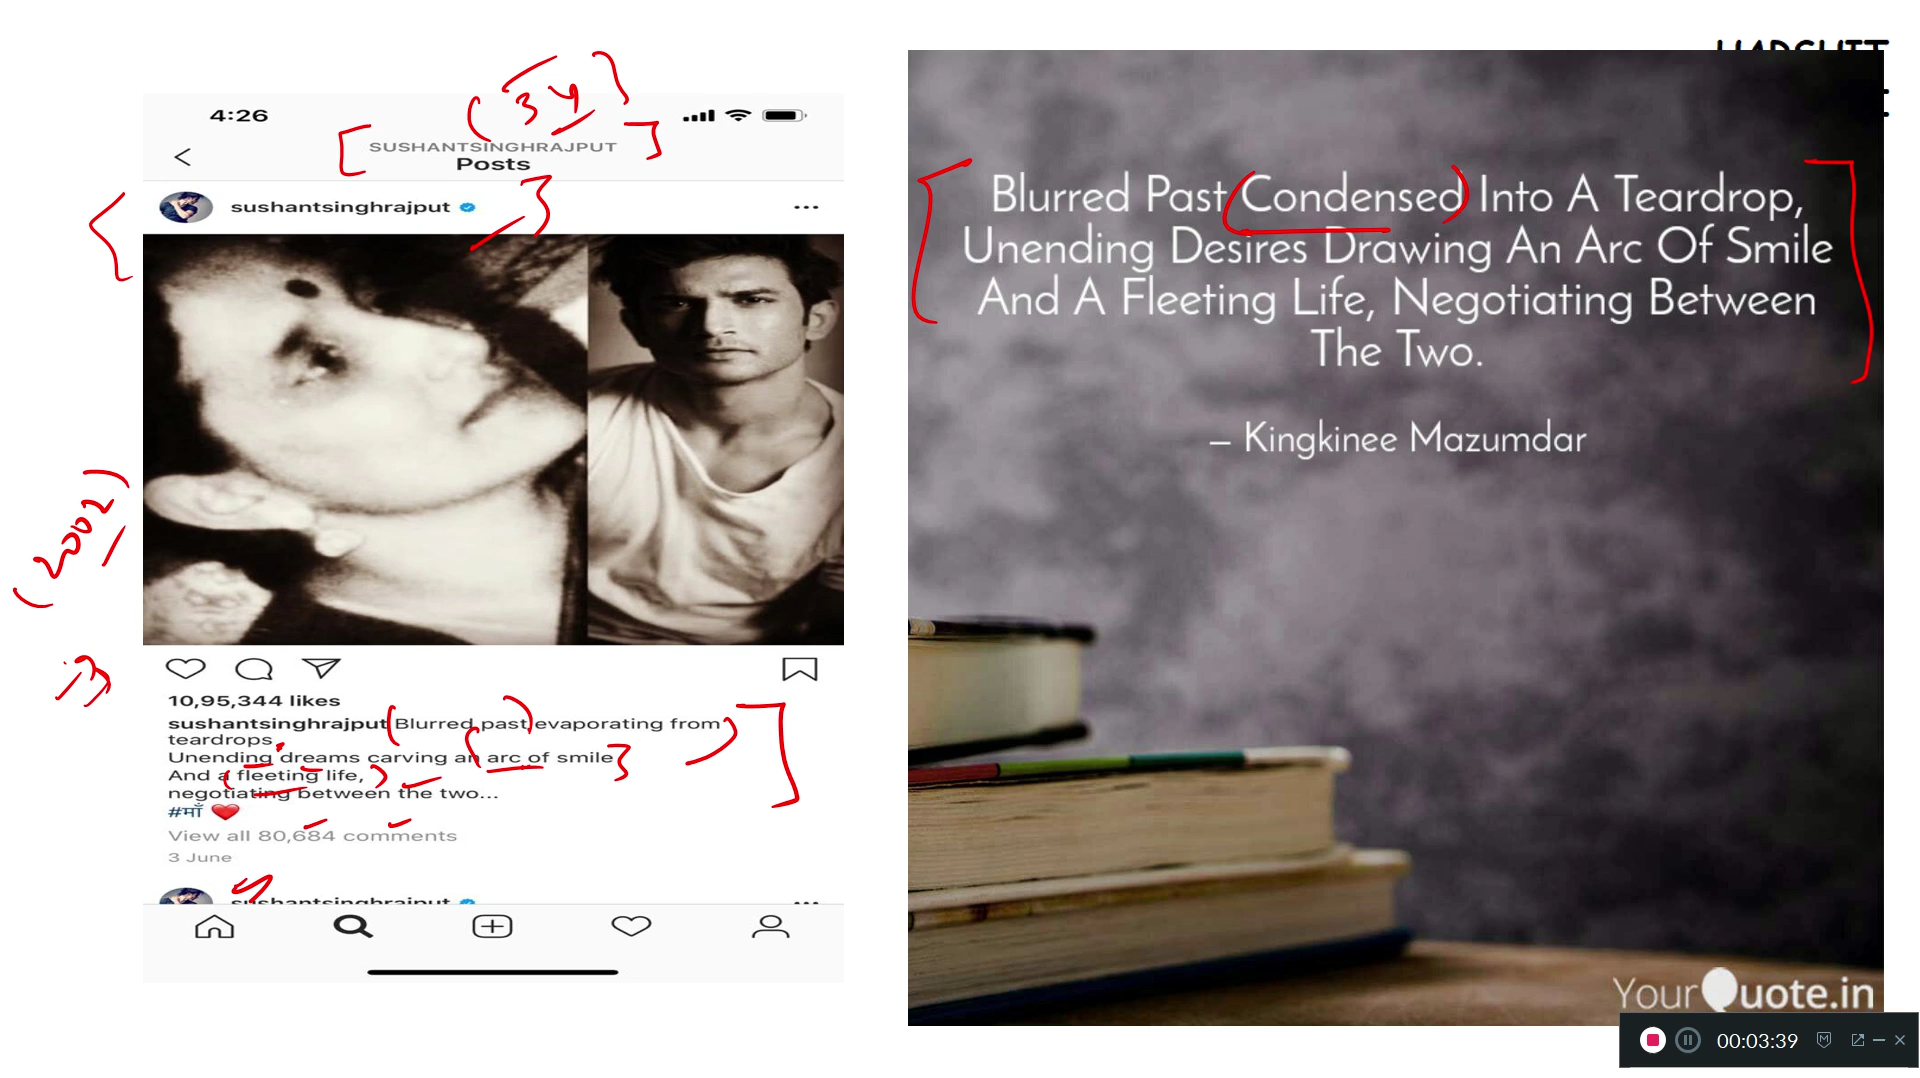 4:26
SUSHANTSINGHRAJPUT
Posts
sushantsinghrajput
10,95,344 likes
sushantsinghrajput Blurred past evaporating from
teardrops
Unending dreams carving an arc of smile
And a fleeting life,
negotiating between the two...
#माँ ❤️
View all 80,684 comments
3 June
sushantsinghrajput
(34)
(2002)
Blurred Past Condensed Into A Teardrop,
Unending Desires Drawing An Arc Of Smile
And A Fleeting Life, Negotiating Between
The Two.
– Kingkinee Mazumdar
YourQuote.in
00:03:39